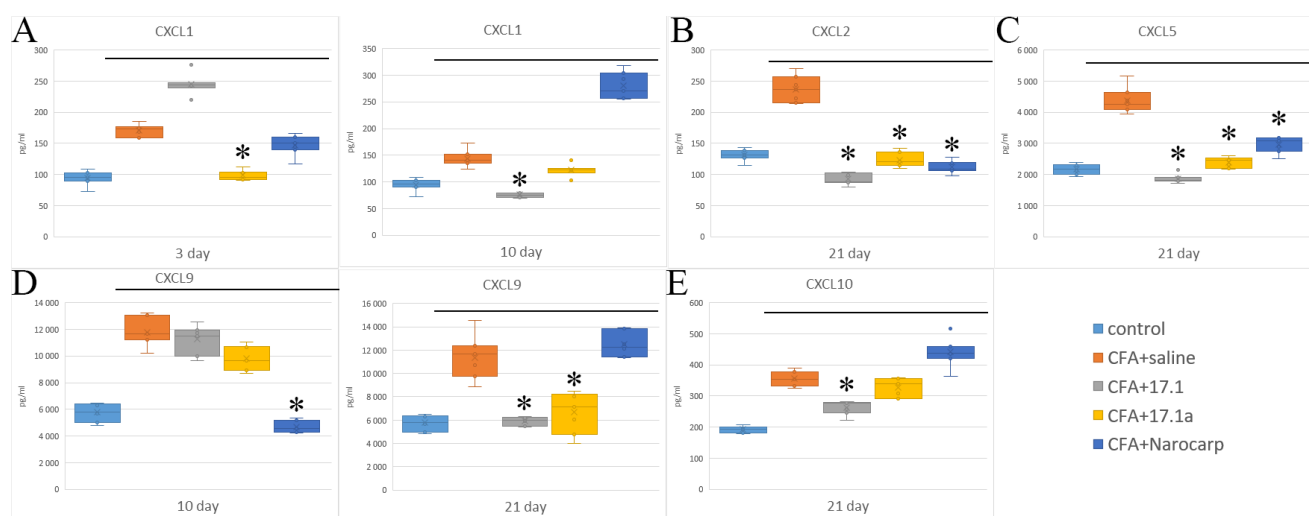 A
CXCL1
300
250
200
150
100
50
0
pg/ml
3 day
CXCL1
350
300
250
200
150
100
50
0
pg/ml
10 day
B
CXCL2
300
250
200
150
100
50
0
pg/ml
21 day
C
CXCL5
6 000
5 000
4 000
3 000
2 000
1 000
0
pg/ml
21 day
D
CXCL9
14 000
12 000
10 000
8 000
6 000
4 000
2 000
0
pg/ml
10 day
CXCL9
16 000
14 000
12 000
10 000
8 000
6 000
4 000
2 000
0
pg/ml
21 day
E
CXCL10
600
500
400
300
200
100
0
pg/ml
21 day
control
CFA+saline
CFA+17.1
CFA+17.1a
CFA+Narocarp
*
*
*
*
*
*
*
*
*
*
*
*